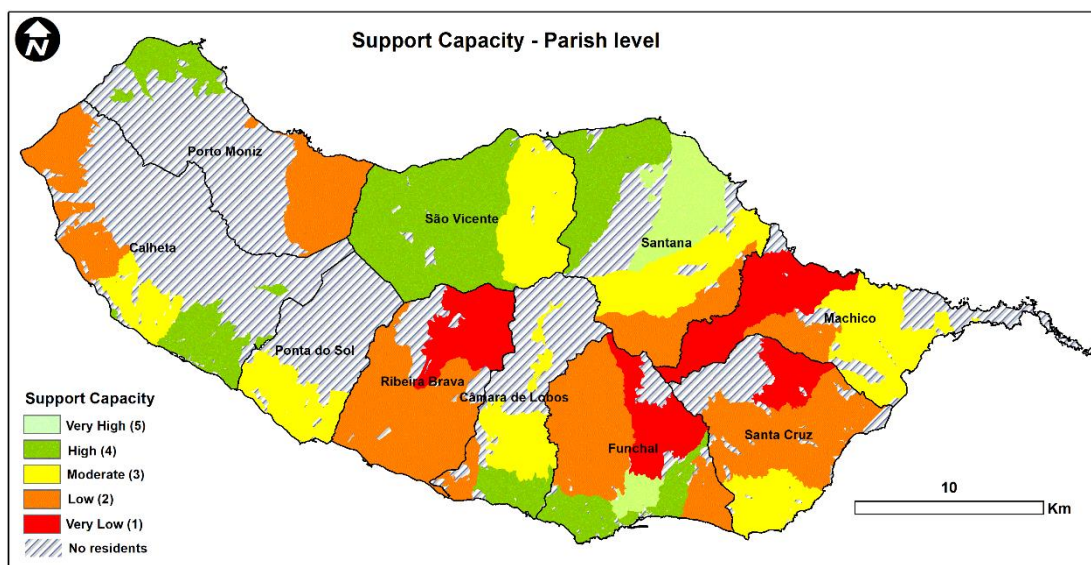 N
Support Capacity - Parish level
Porto Moniz
São Vicente
Santana
Calheta
Machico
Ponta do Sol
Ribeira Brava
Câmara de Lobos
Funchal
Santa Cruz
Support Capacity
Very High (5)
High (4)
Moderate (3)
Low (2)
Very Low (1)
No residents
10
Km